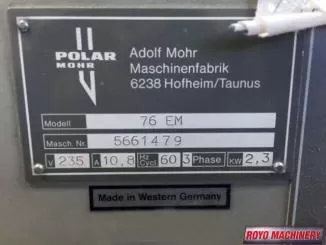 POLAR
MOHR
Adolf Mohr
Maschinenfabrik
6238 Hofheim/Taunus
Modell 76 EM
Masch. Nr. 5661479
V 235 A 10,8 Hz Cycl 60 3 Phase KW 2,3
Made in Western Germany
ROYO MACHINERY